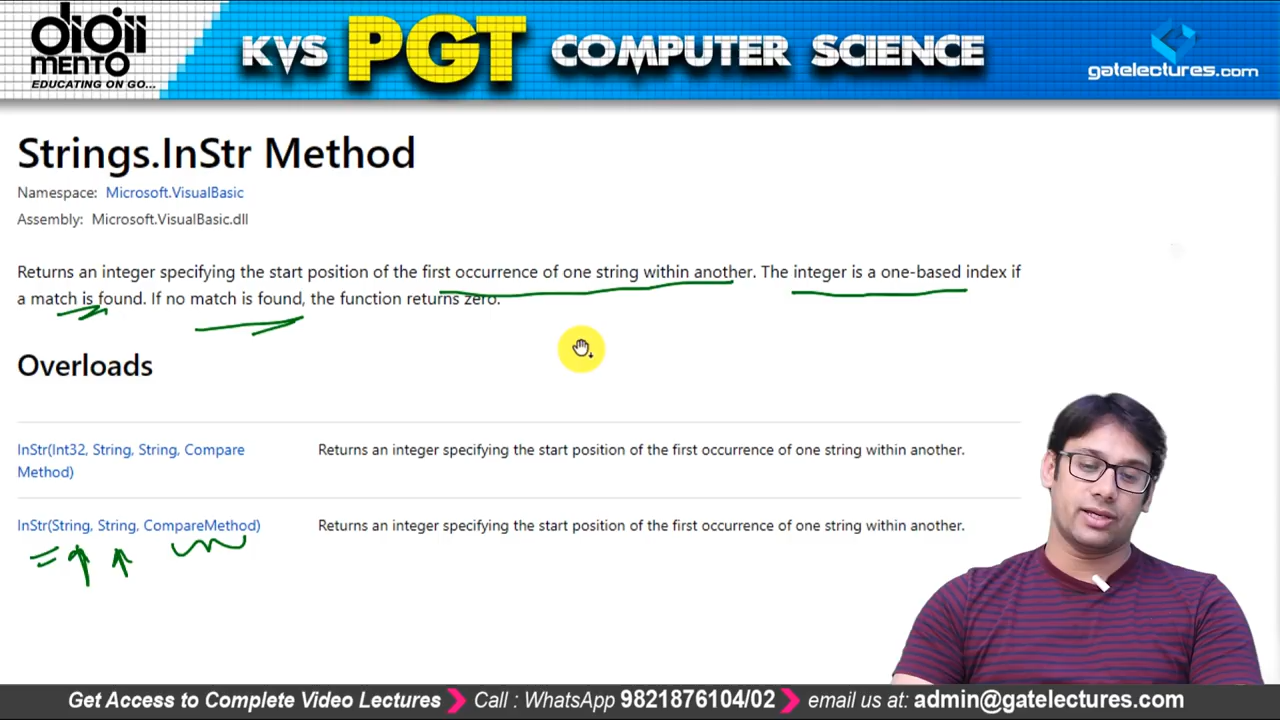 digii
MENTO
EDUCATING ON GO...
KVS PGT COMPUTER SCIENCE
gatelectures.com
Strings.InStr Method
Namespace: Microsoft.VisualBasic
Assembly: Microsoft.VisualBasic.dll
Returns an integer specifying the start position of the first occurrence of one string within another. The integer is a one-based index if
a match is found. If no match is found, the function returns zero.
Overloads
InStr(Int32, String, String, Compare
Method)
Returns an integer specifying the start position of the first occurrence of one string within another.
InStr(String, String, CompareMethod)
Returns an integer specifying the start position of the first occurrence of one string within another.
Get Access to Complete Video Lectures Call : WhatsApp 9821876104/02 email us at: admin@gatelectures.com